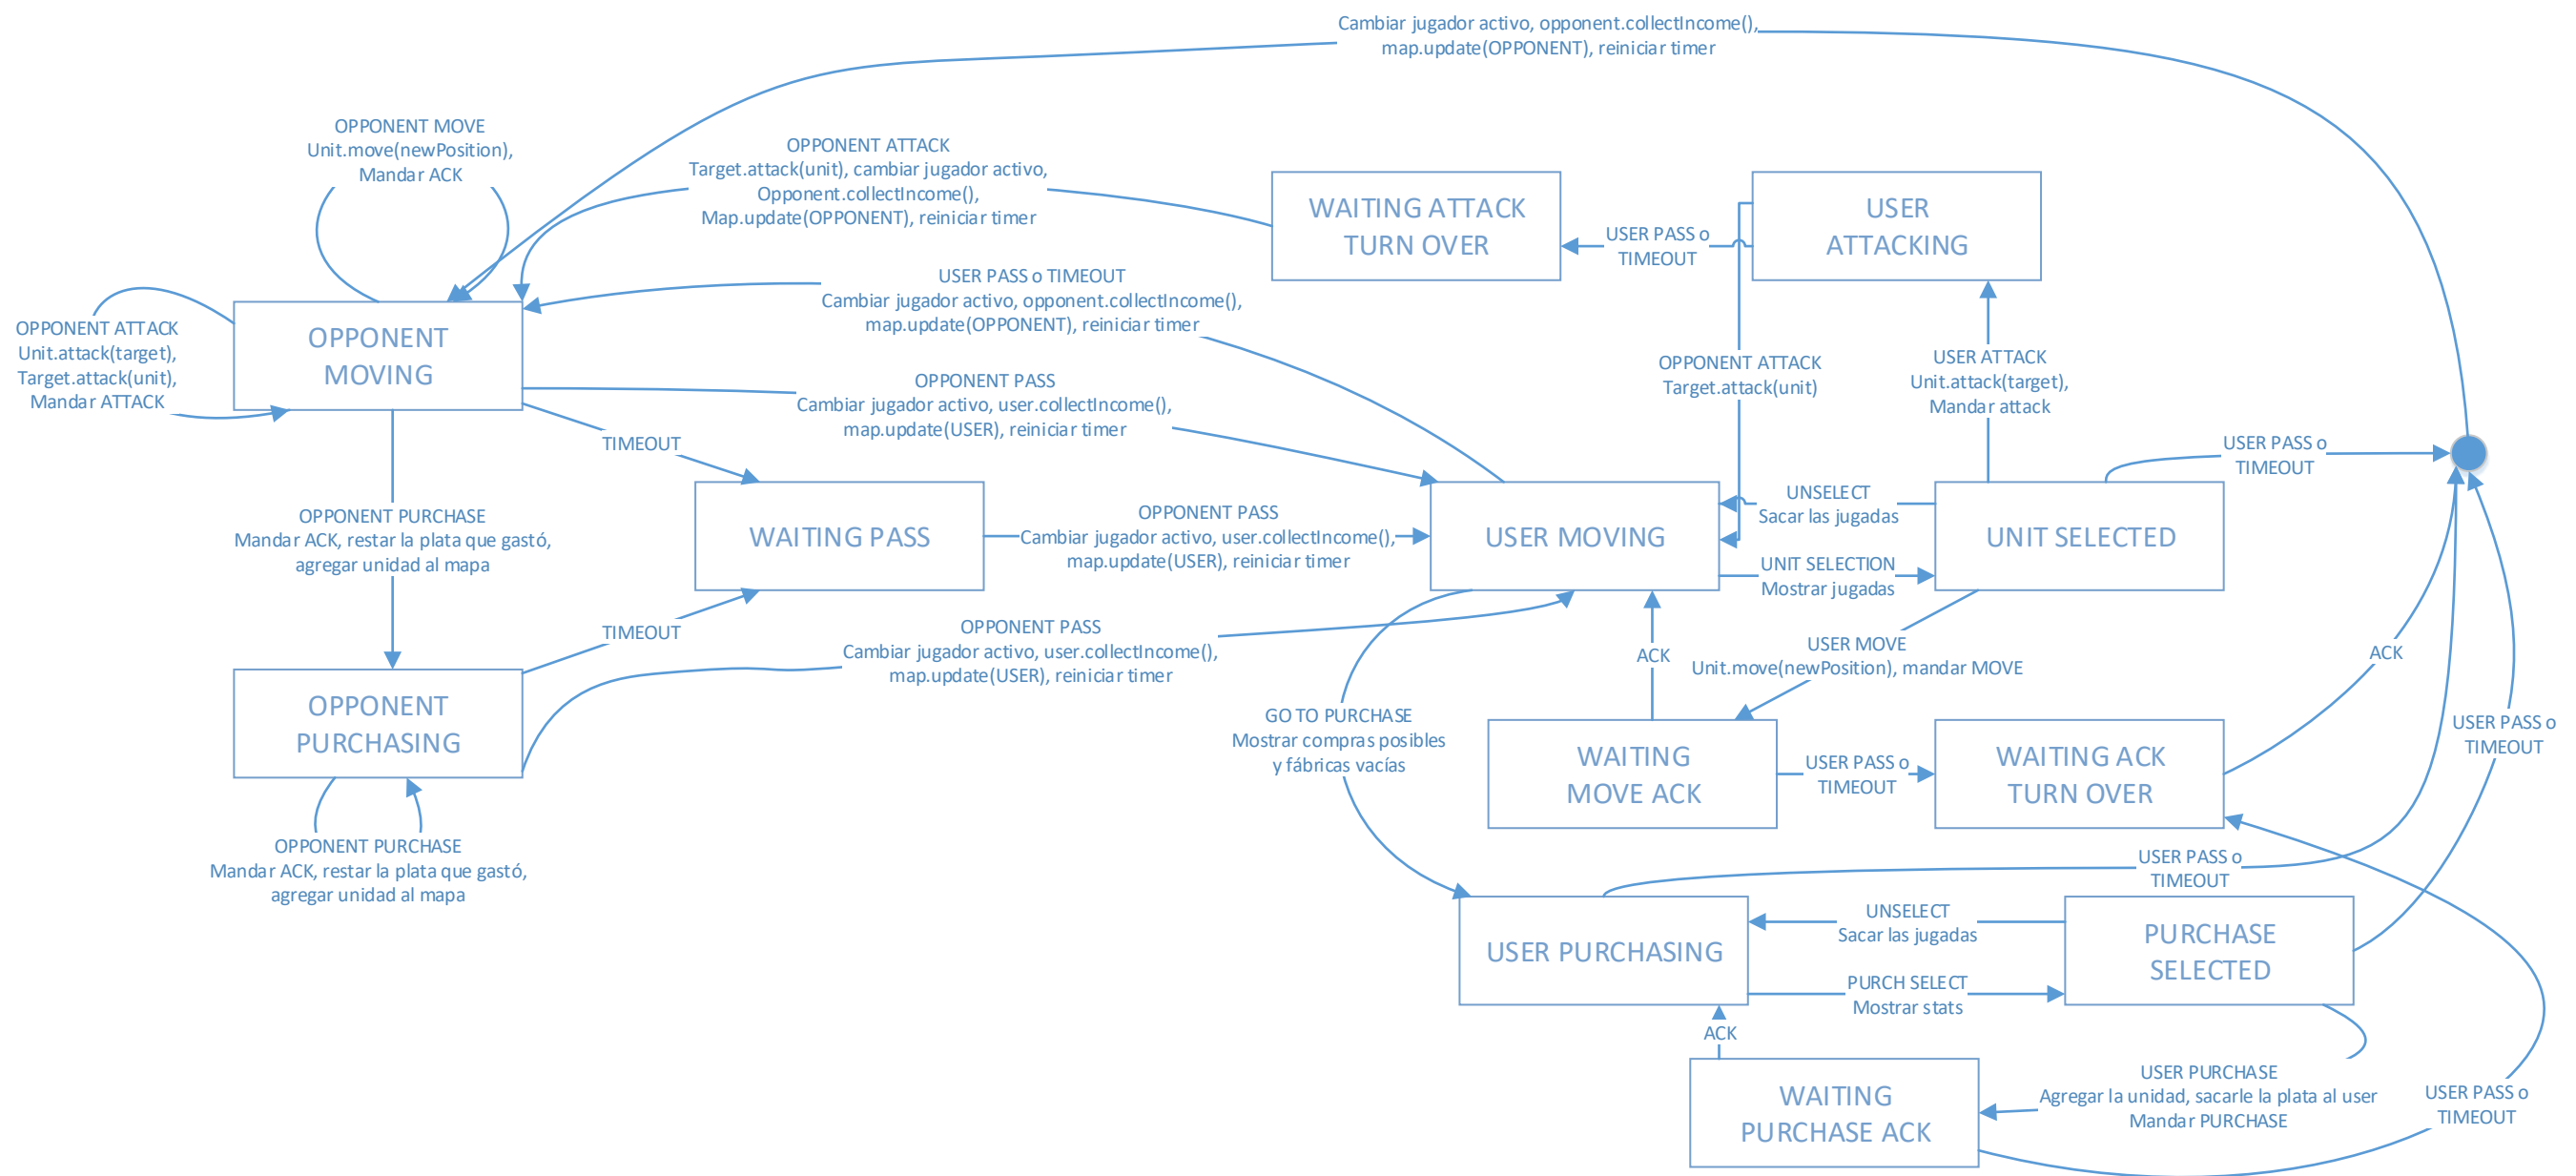 Cambiar jugador activo, opponent.collectIncome(),
map.update(OPPONENT), reiniciar timer
OPPONENT MOVE
Unit.move(newPosition),
Mandar ACK
OPPONENT ATTACK
Target.attack(unit), cambiar jugador activo,
Opponent.collectIncome(),
Map.update(OPPONENT), reiniciar timer
WAITING ATTACK
TURN OVER
USER PASS o
TIMEOUT
USER
ATTACKING
USER PASS o TIMEOUT
Cambiar jugador activo, opponent.collectIncome(),
map.update(OPPONENT), reiniciar timer
OPPONENT ATTACK
Unit.attack(target),
Target.attack(unit),
Mandar ATTACK
OPPONENT
MOVING
OPPONENT PASS
Cambiar jugador activo, user.collectIncome(),
map.update(USER), reiniciar timer
OPPONENT ATTACK
Target.attack(unit)
USER ATTACK
Unit.attack(target),
Mandar attack
TIMEOUT
USER PASS o
TIMEOUT
OPPONENT PURCHASE
Mandar ACK, restar la plata que gastó,
agregar unidad al mapa
WAITING PASS
OPPONENT PASS
Cambiar jugador activo, user.collectIncome(),
map.update(USER), reiniciar timer
USER MOVING
UNSELECT
Sacar las jugadas
UNIT SELECTION
Mostrar jugadas
UNIT SELECTED
TIMEOUT
OPPONENT PASS
Cambiar jugador activo, user.collectIncome(),
map.update(USER), reiniciar timer
ACK
USER MOVE
Unit.move(newPosition), mandar MOVE
ACK
OPPONENT
PURCHASING
GO TO PURCHASE
Mostrar compras posibles
y fábricas vacías
WAITING
MOVE ACK
USER PASS o
TIMEOUT
WAITING ACK
TURN OVER
USER PASS o
TIMEOUT
OPPONENT PURCHASE
Mandar ACK, restar la plata que gastó,
agregar unidad al mapa
USER PASS o
TIMEOUT
USER PURCHASING
UNSELECT
Sacar las jugadas
PURCH SELECT
Mostrar stats
PURCHASE
SELECTED
ACK
WAITING
PURCHASE ACK
USER PURCHASE
Agregar la unidad, sacarle la plata al user
Mandar PURCHASE
USER PASS o
TIMEOUT